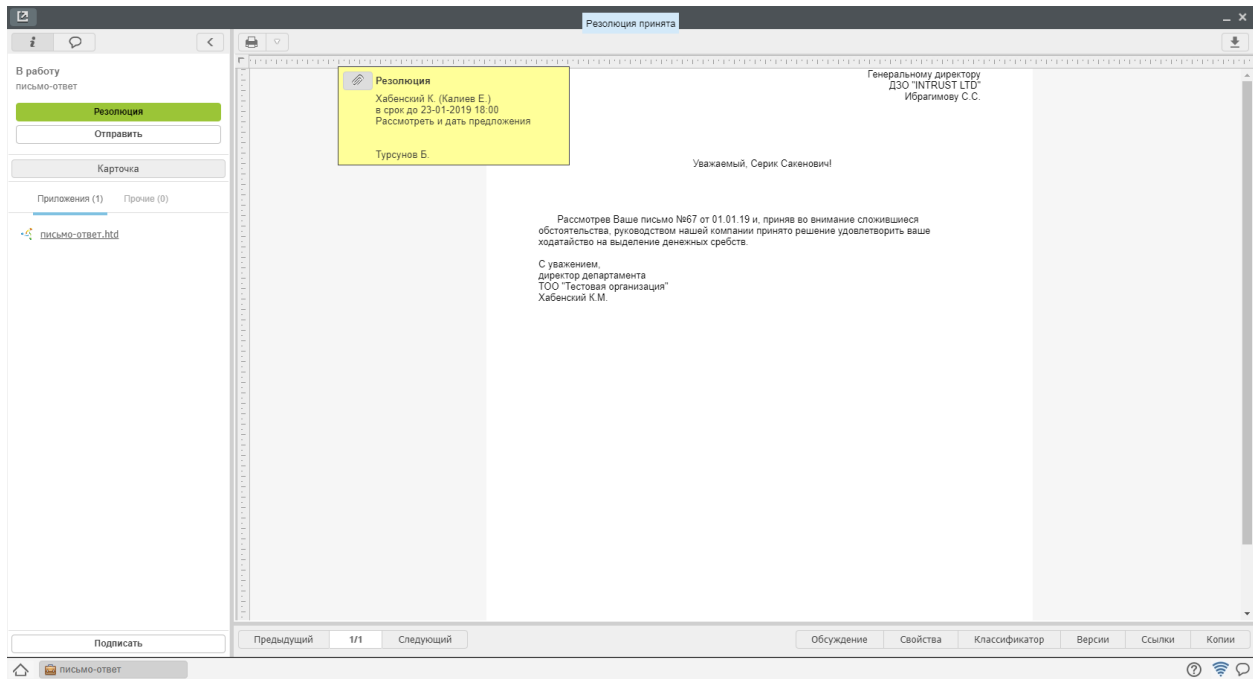 Резолюция принята
В работу
письмо-ответ
Резолюция
Отправить
Карточка
Приложения (1) Прочие (0)
письмо-ответ.htd
Резолюция
Хабенский К. (Калиев Е.)
в срок до 23-01-2019 18:00
Рассмотреть и дать предложения
Турсунов Б.
Генеральному директору
ДЗО "INTRUST LTD"
Ибрагимову С.С.
Уважаемый, Серик Сакенович!
Рассмотрев Ваше письмо №67 от 01.01.19 и, приняв во внимание сложившиеся
обстоятельства, руководством нашей компании принято решение удовлетворить ваше
ходатайство на выделение денежных сребств.
С уважением,
директор департамента
ТОО "Тестовая организация"
Хабенский К.М.
Подписать
Предыдущий 1/1 Следующий
Обсуждение Свойства Классификатор Версии Ссылки Копии
письмо-ответ